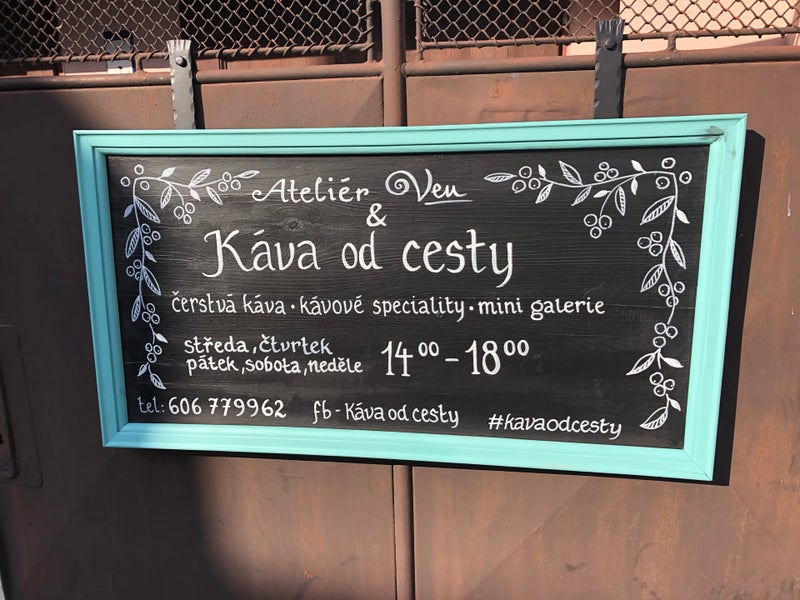 Ateliér Ven
&
Káva od cesty
čerstvá káva · kávové speciality · mini galerie
středa, čtvrtek
pátek, sobota, neděle 14⁰⁰ - 18⁰⁰
tel: 606 779962 fb - Káva od cesty #kavaodcesty